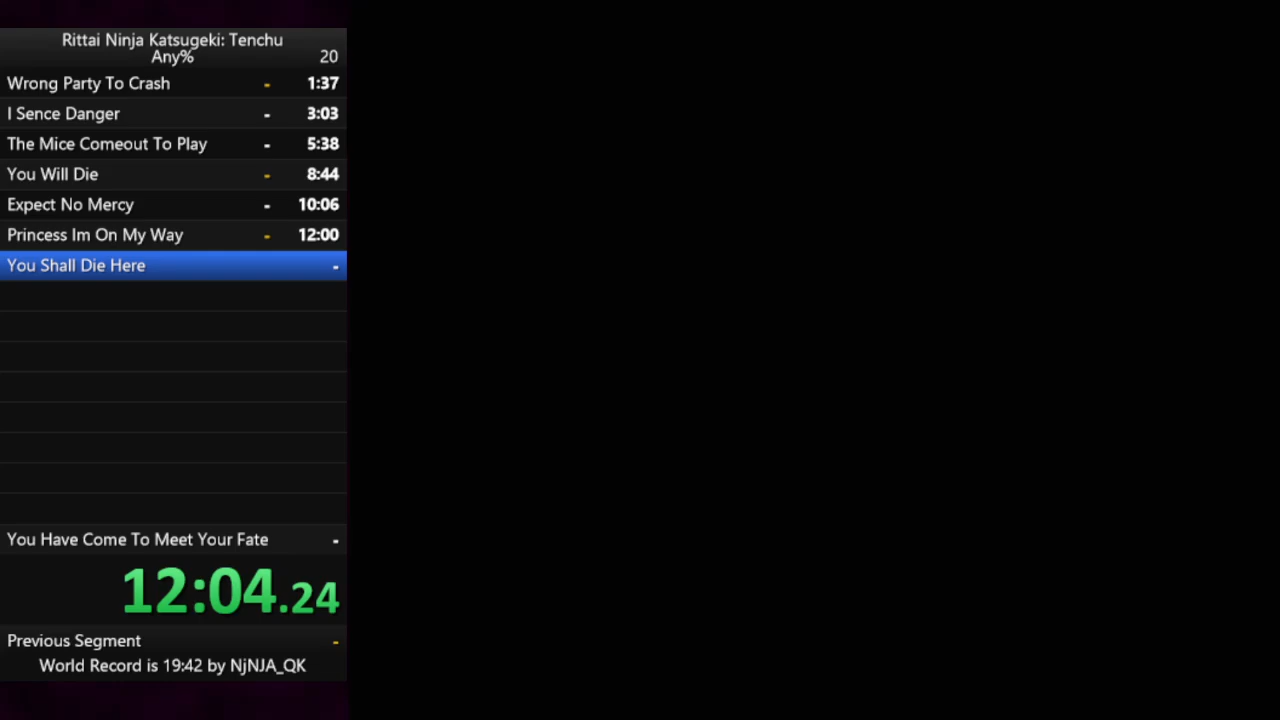 Rittai Ninja Katsugeki: Tenchu
Any% 20
Wrong Party To Crash - 1:37
I Sence Danger - 3:03
The Mice Comeout To Play - 5:38
You Will Die - 8:44
Expect No Mercy - 10:06
Princess Im On My Way - 12:00
You Shall Die Here -
You Have Come To Meet Your Fate -
12:04.24
Previous Segment -
World Record is 19:42 by NjNJA_QK